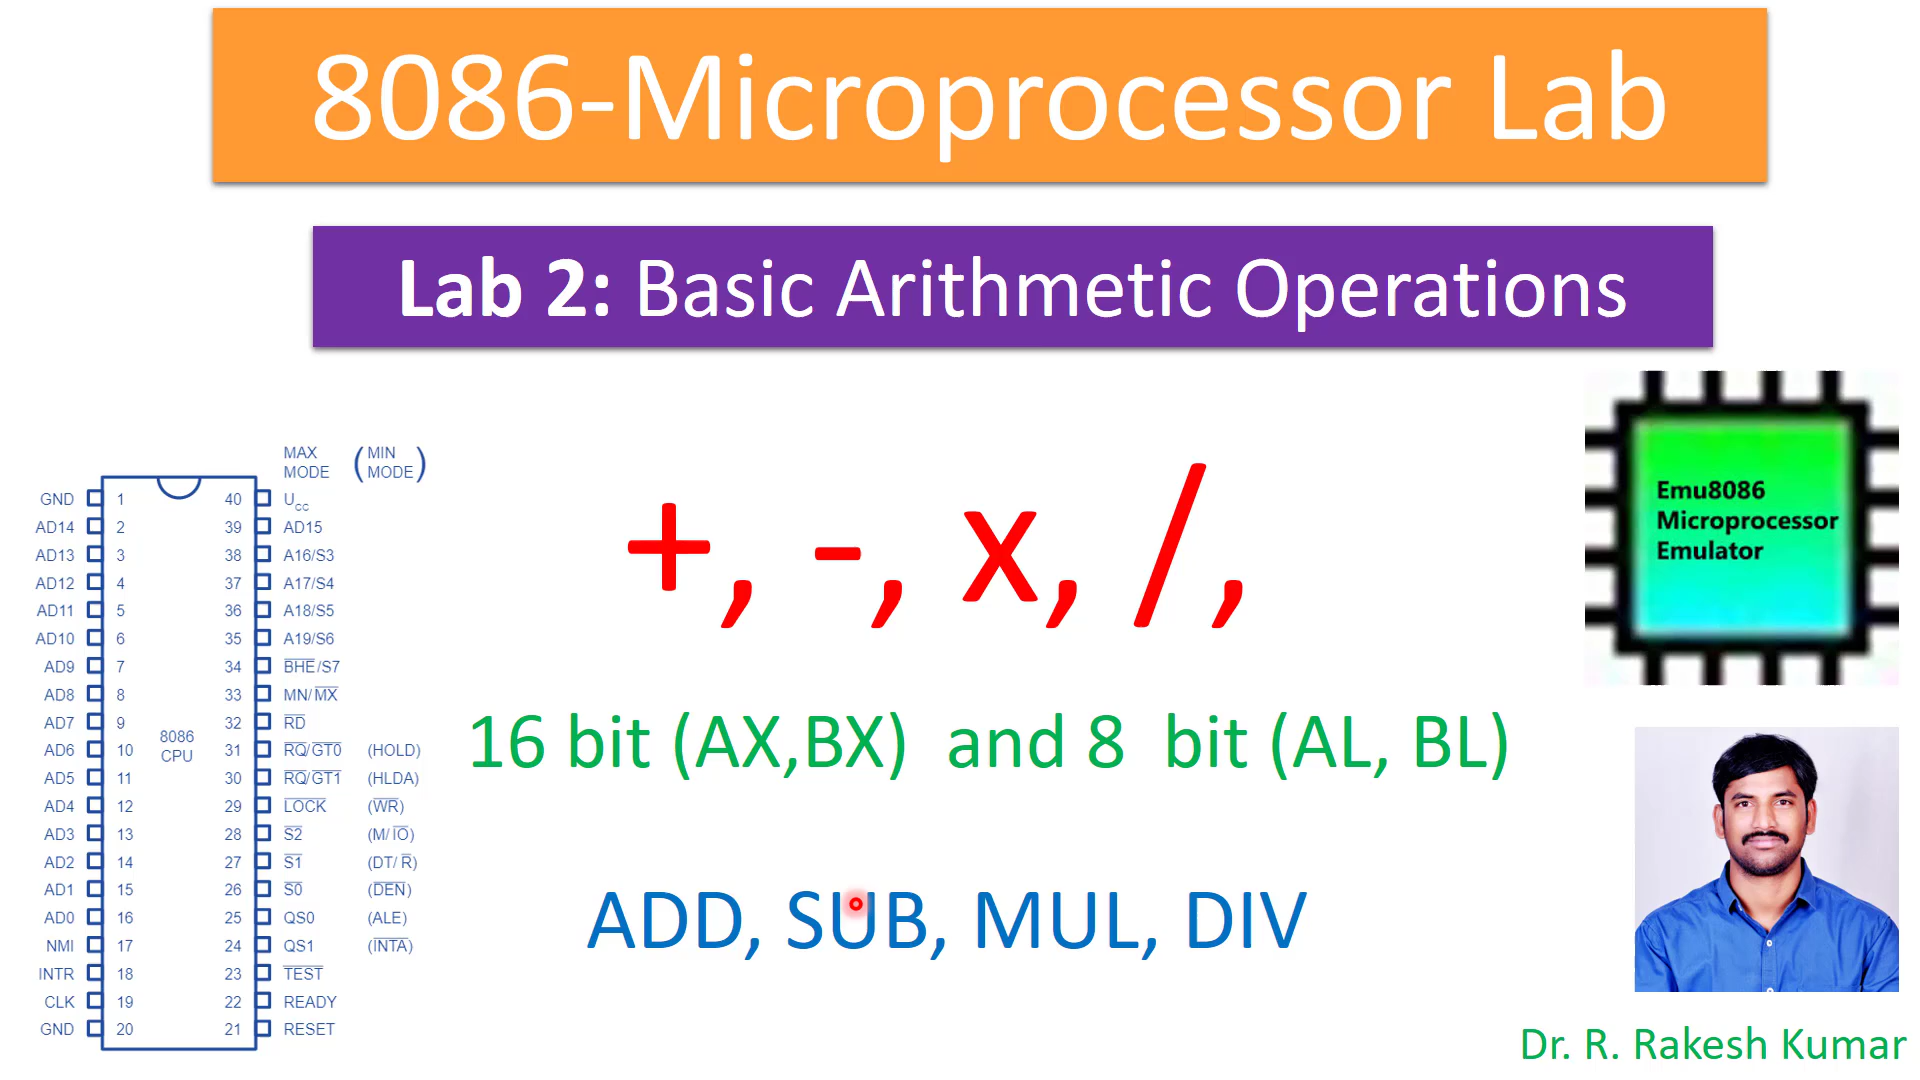 8086-Microprocessor Lab
Lab 2: Basic Arithmetic Operations
MAX MODE (MIN MODE)
GND 1 40 UCC
AD14 2 39 AD15
AD13 3 38 A16/S3
AD12 4 37 A17/S4
AD11 5 36 A18/S5
AD10 6 35 A19/S6
AD9 7 34 BHE/S7
AD8 8 33 MN/MX
AD7 9 32 RD
8086 CPU
AD6 10 31 RQ/GT0 (HOLD)
AD5 11 30 RQ/GT1 (HLDA)
AD4 12 29 LOCK (WR)
AD3 13 28 S2 (M/IO)
AD2 14 27 S1 (DT/R)
AD1 15 26 S0 (DEN)
AD0 16 25 QS0 (ALE)
NMI 17 24 QS1 (INTA)
INTR 18 23 TEST
CLK 19 22 READY
GND 20 21 RESET
+, -, x, /,
16 bit (AX,BX) and 8 bit (AL, BL)
ADD, SUB, MUL, DIV
Emu8086
Microprocessor
Emulator
Dr. R. Rakesh Kumar